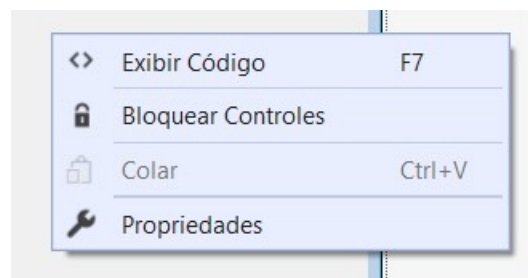 Exibir Código F7
Bloquear Controles
Colar Ctrl+V
Propriedades